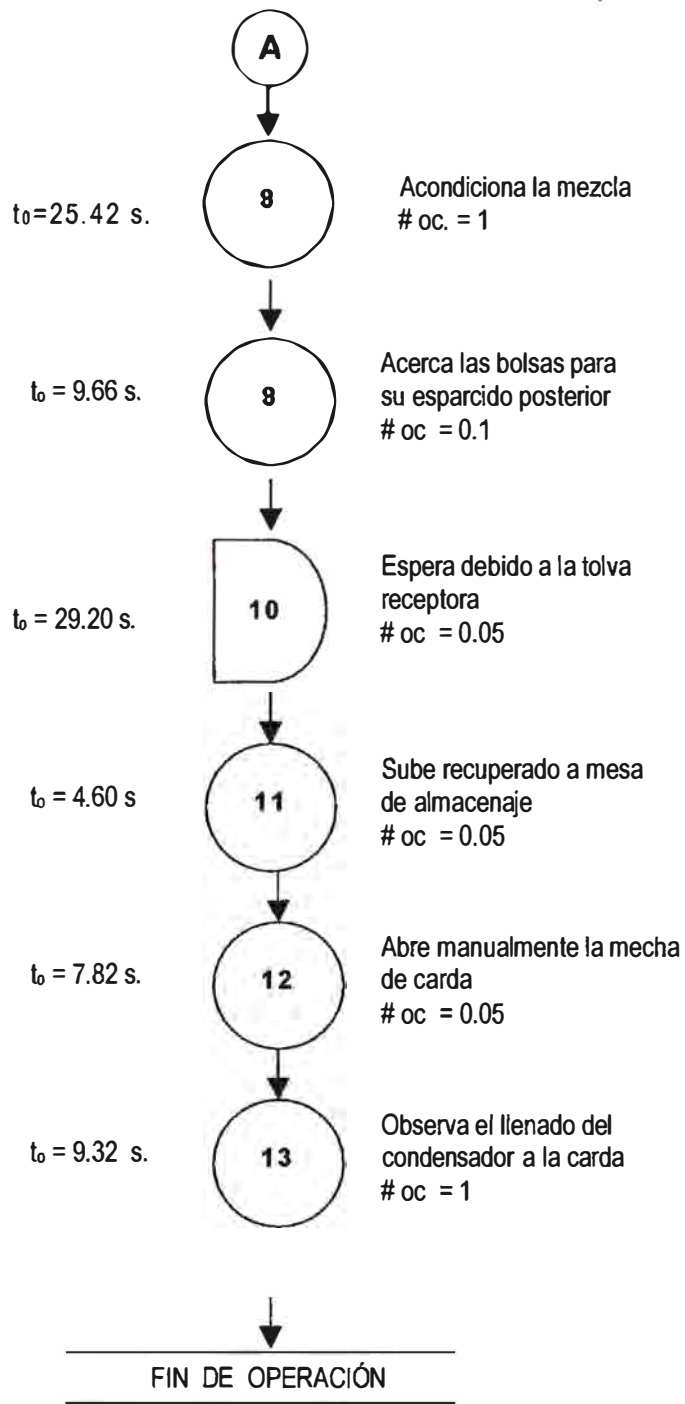 A
t₀=25.42 s.
8
Acondiciona la mezcla
# oc. = 1
t₀ = 9.66 s.
8
Acerca las bolsas para
su esparcido posterior
# oc = 0.1
t₀ = 29.20 s.
10
Espera debido a la tolva
receptora
# oc = 0.05
t₀ = 4.60 s
11
Sube recuperado a mesa
de almacenaje
# oc = 0.05
t₀ = 7.82 s.
12
Abre manualmente la mecha
de carda
# oc = 0.05
t₀ = 9.32 s.
13
Observa el llenado del
condensador a la carda
# oc = 1
FIN DE OPERACIÓN